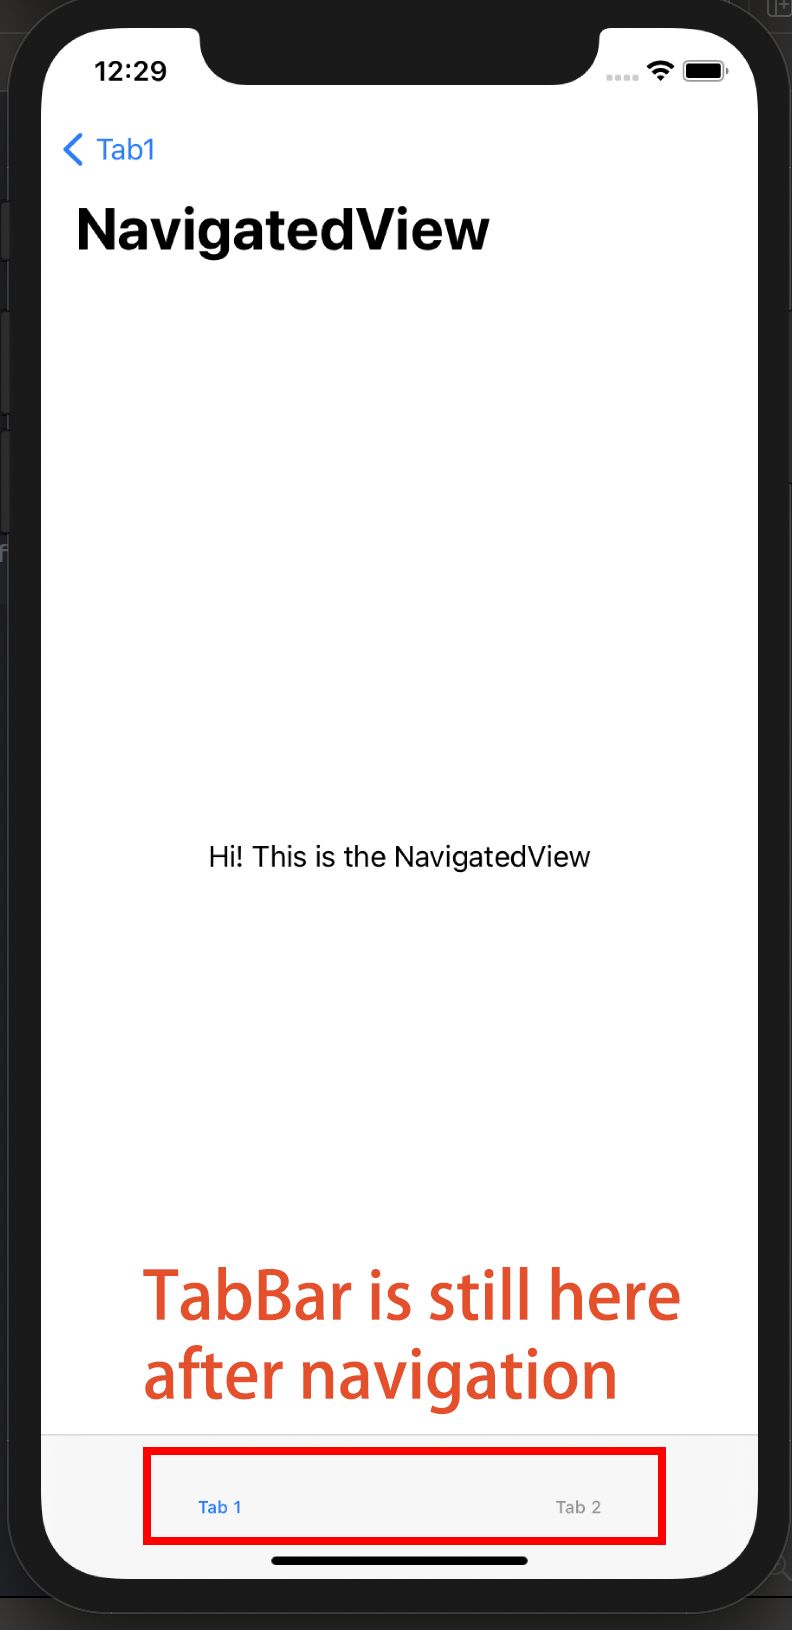 12:29
Tab1
NavigatedView
Hi! This is the NavigatedView
TabBar is still here
after navigation
Tab 1
Tab 2